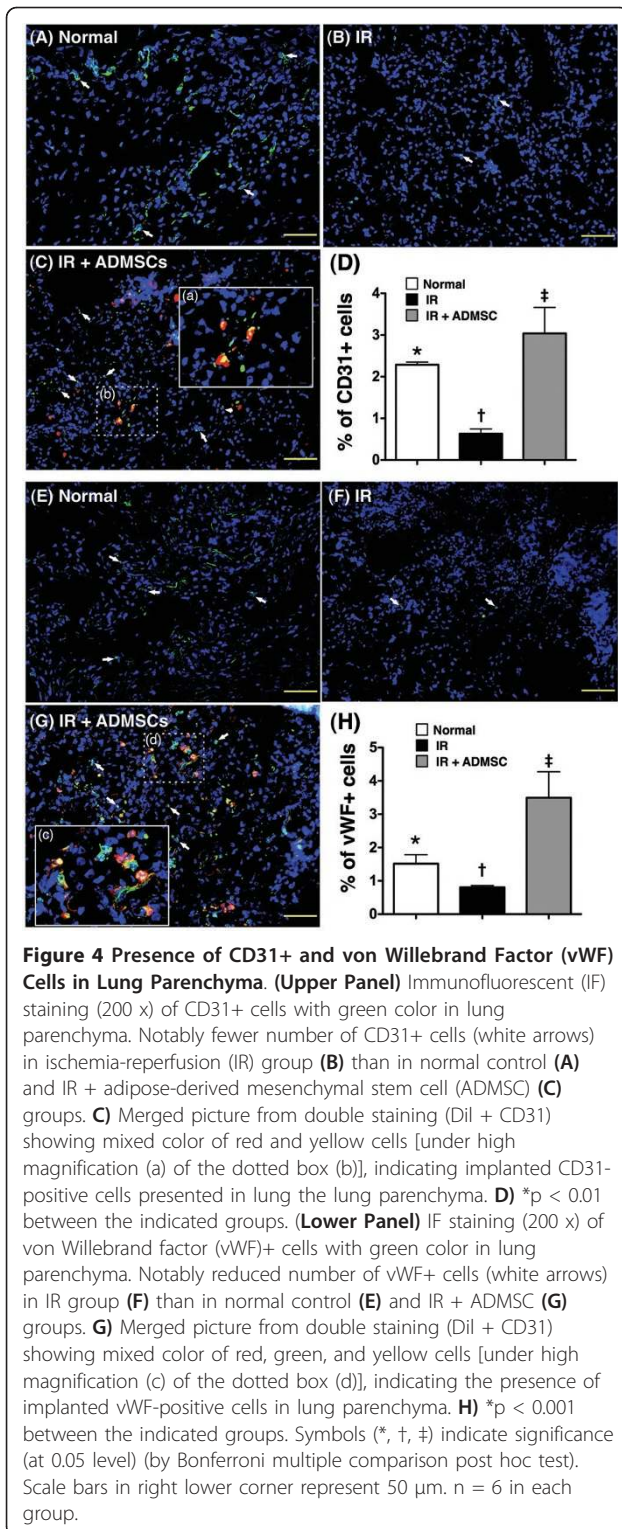 (A) Normal
(B) IR
(C) IR + ADMSCs
(a)
(b)
(D)
Normal
IR
IR + ADMSC
% of CD31+ cells
4
3
2
1
0
*
†
‡
(E) Normal
(F) IR
(G) IR + ADMSCs
(d)
(c)
(H)
Normal
IR
IR + ADMSC
% of vWF+ cells
5
4
3
2
1
0
*
†
‡
Figure 4 Presence of CD31+ and von Willebrand Factor (vWF)
Cells in Lung Parenchyma. (Upper Panel) Immunofluorescent (IF)
staining (200 x) of CD31+ cells with green color in lung
parenchyma. Notably fewer number of CD31+ cells (white arrows)
in ischemia-reperfusion (IR) group (B) than in normal control (A)
and IR + adipose-derived mesenchymal stem cell (ADMSC) (C)
groups. C) Merged picture from double staining (Dil + CD31)
showing mixed color of red and yellow cells [under high
magnification (a) of the dotted box (b)], indicating implanted CD31-
positive cells presented in lung the lung parenchyma. D) *p < 0.01
between the indicated groups. (Lower Panel) IF staining (200 x) of
von Willebrand factor (vWF)+ cells with green color in lung
parenchyma. Notably reduced number of vWF+ cells (white arrows)
in IR group (F) than in normal control (E) and IR + ADMSC (G)
groups. G) Merged picture from double staining (Dil + CD31)
showing mixed color of red, green, and yellow cells [under high
magnification (c) of the dotted box (d)], indicating the presence of
implanted vWF-positive cells in lung parenchyma. H) *p < 0.001
between the indicated groups. Symbols (*, †, ‡) indicate significance
(at 0.05 level) (by Bonferroni multiple comparison post hoc test).
Scale bars in right lower corner represent 50 μm. n = 6 in each
group.